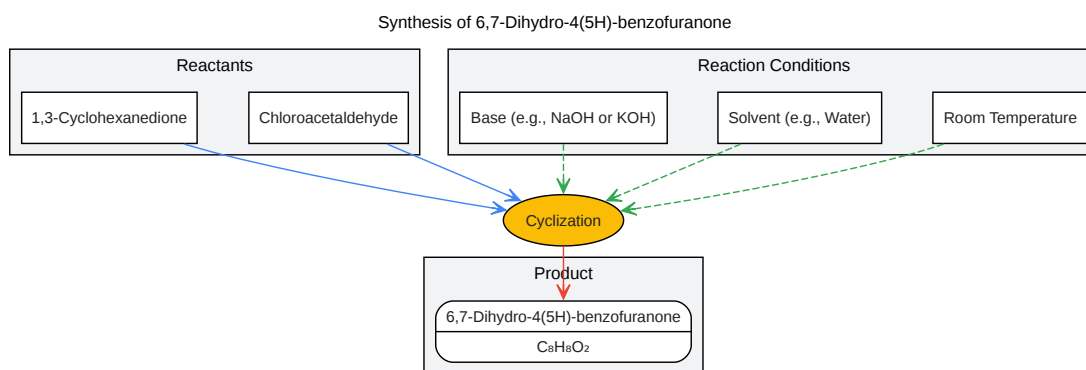 Synthesis of 6,7-Dihydro-4(5H)-benzofuranone
Reactants
Reaction Conditions
1,3-Cyclohexanedione
Chloroacetaldehyde
Base (e.g., NaOH or KOH)
Solvent (e.g., Water)
Room Temperature
Cyclization
Product
6,7-Dihydro-4(5H)-benzofuranone
C₈H₈O₂